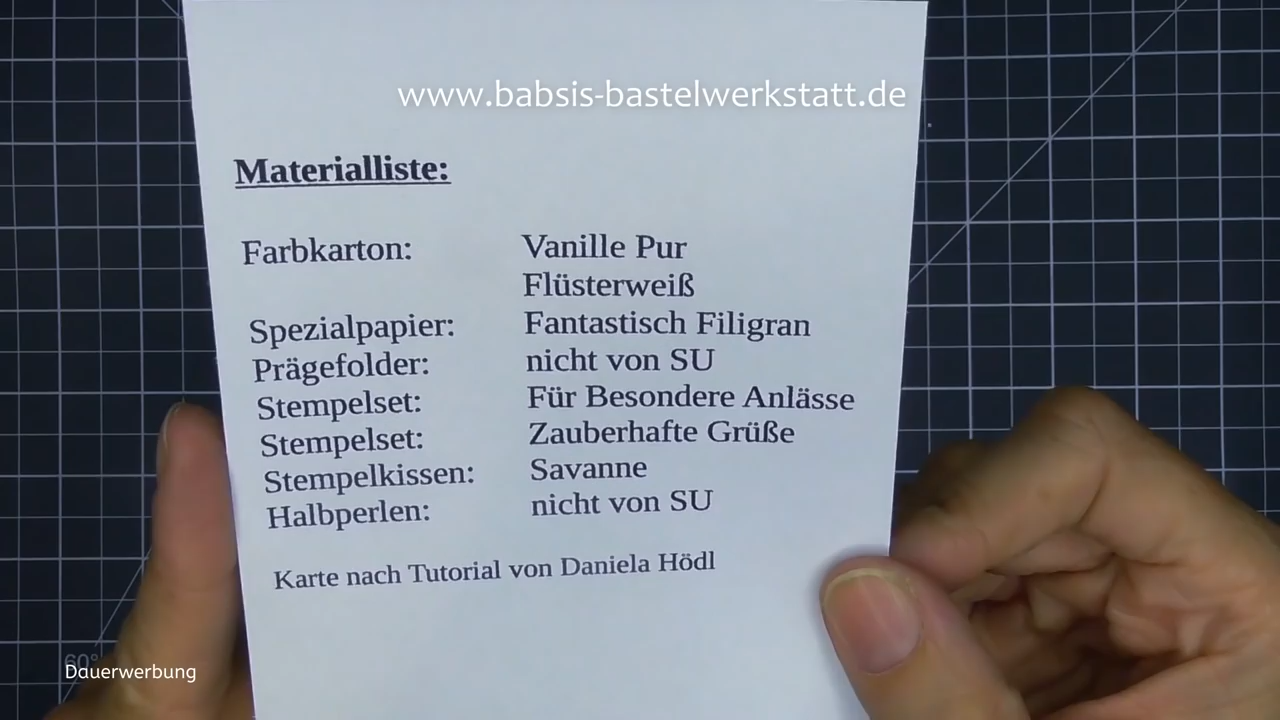 www.babsis-bastelwerkstatt.de
Materialliste:
Farbkarton: Vanille Pur
Flüsterweiß
Spezialpapier: Fantastisch Filigran
Prägefolder: nicht von SU
Stempelset: Für Besondere Anlässe
Stempelset: Zauberhafte Grüße
Stempelkissen: Savanne
Halbperlen: nicht von SU
Karte nach Tutorial von Daniela Hödl
60°
Dauerwerbung